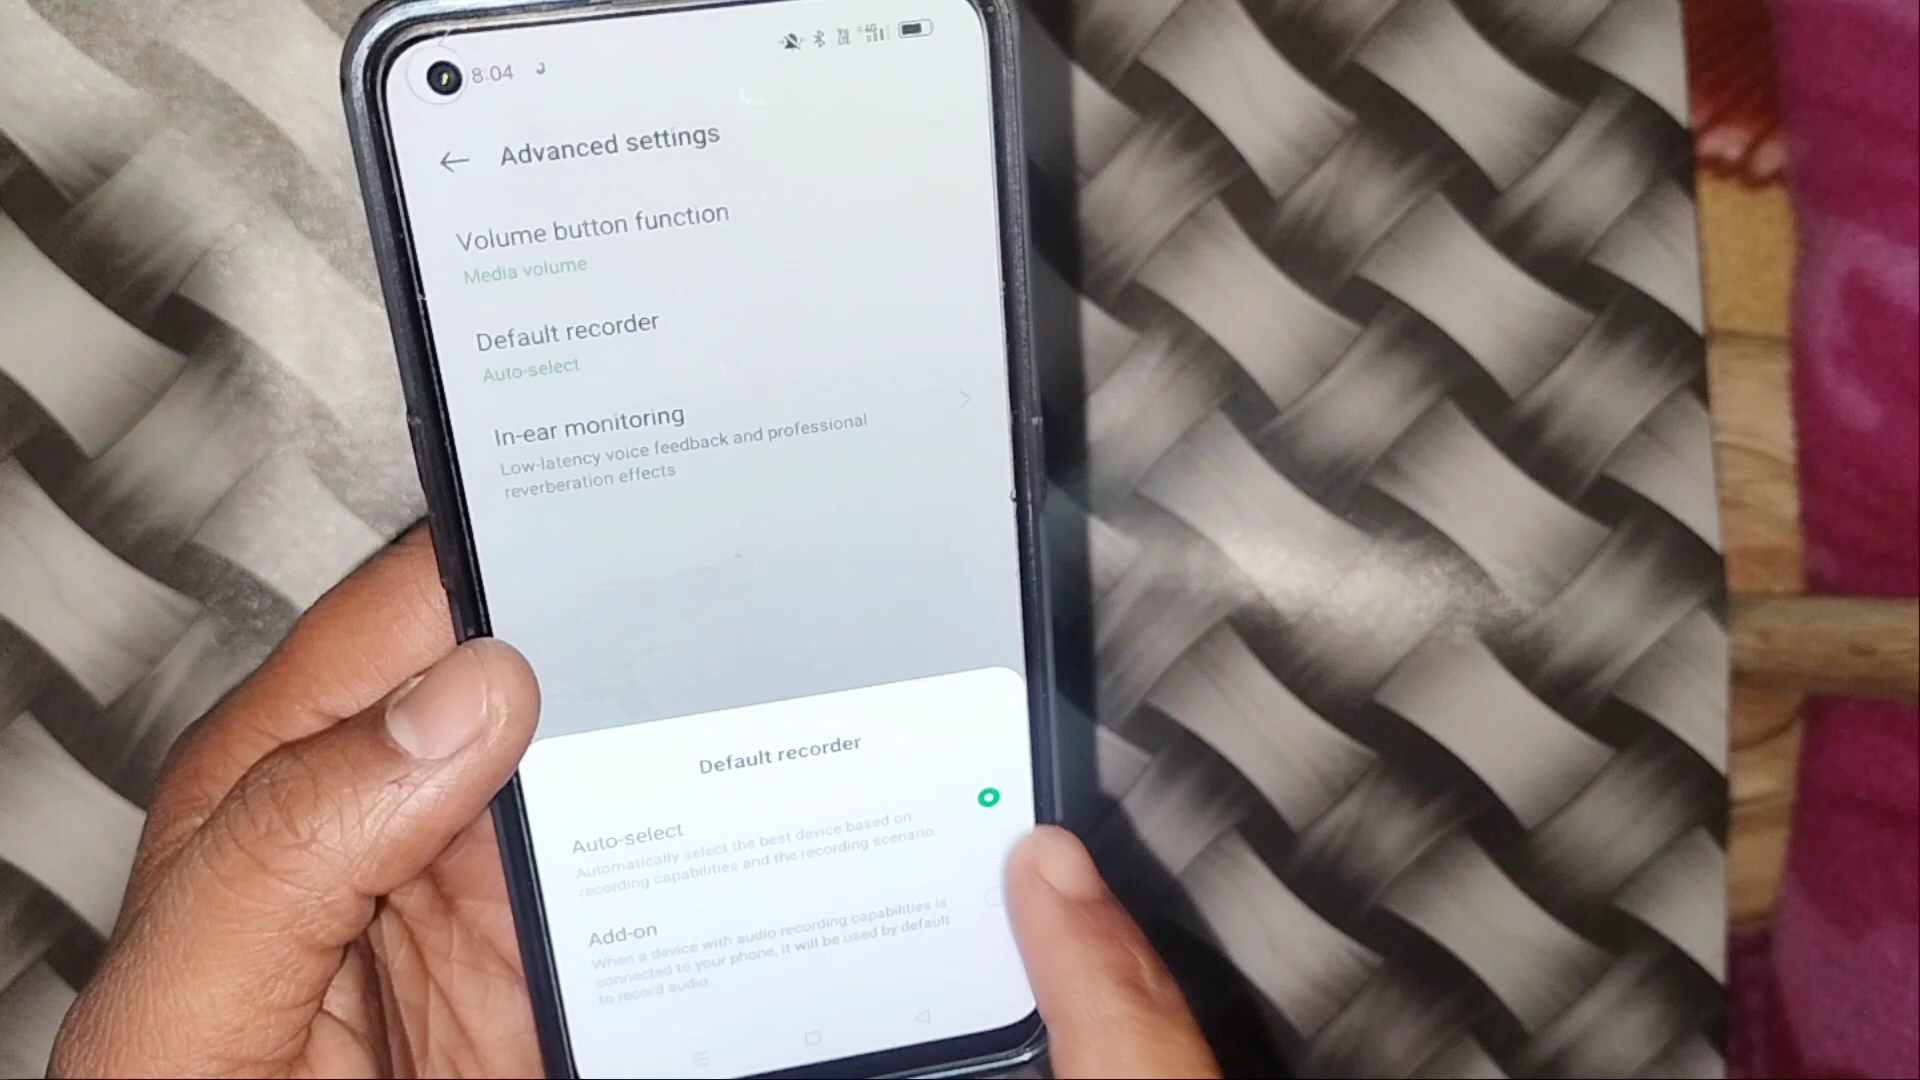 8:04
4G
Advanced settings
Volume button function
Media volume
Default recorder
Auto-select
In-ear monitoring
Low-latency voice feedback and professional
reverberation effects
Default recorder
Auto-select
Automatically select the best device based on
recording capabilities and the recording scenario.
Add-on
When a device with audio recording capabilities is
connected to your phone, it will be used by default
to record audio.